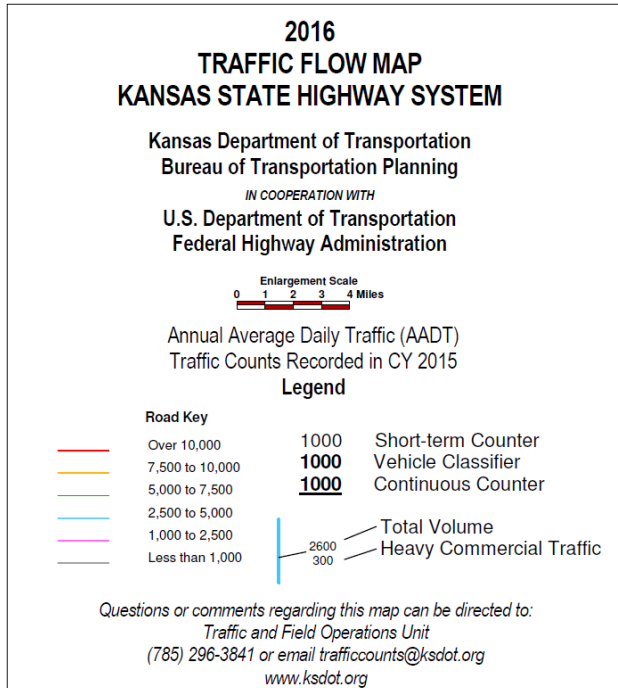 2016
TRAFFIC FLOW MAP
KANSAS STATE HIGHWAY SYSTEM
Kansas Department of Transportation
Bureau of Transportation Planning
IN COOPERATION WITH
U.S. Department of Transportation
Federal Highway Administration
Enlargement Scale
0 1 2 3 4 Miles
Annual Average Daily Traffic (AADT)
Traffic Counts Recorded in CY 2015
Legend
Road Key
Over 10,000
7,500 to 10,000
5,000 to 7,500
2,500 to 5,000
1,000 to 2,500
Less than 1,000
1000 Short-term Counter
1000 Vehicle Classifier
1000 Continuous Counter
2600 Total Volume
300 Heavy Commercial Traffic
Questions or comments regarding this map can be directed to:
Traffic and Field Operations Unit
(785) 296-3841 or email trafficcounts@ksdot.org
www.ksdot.org